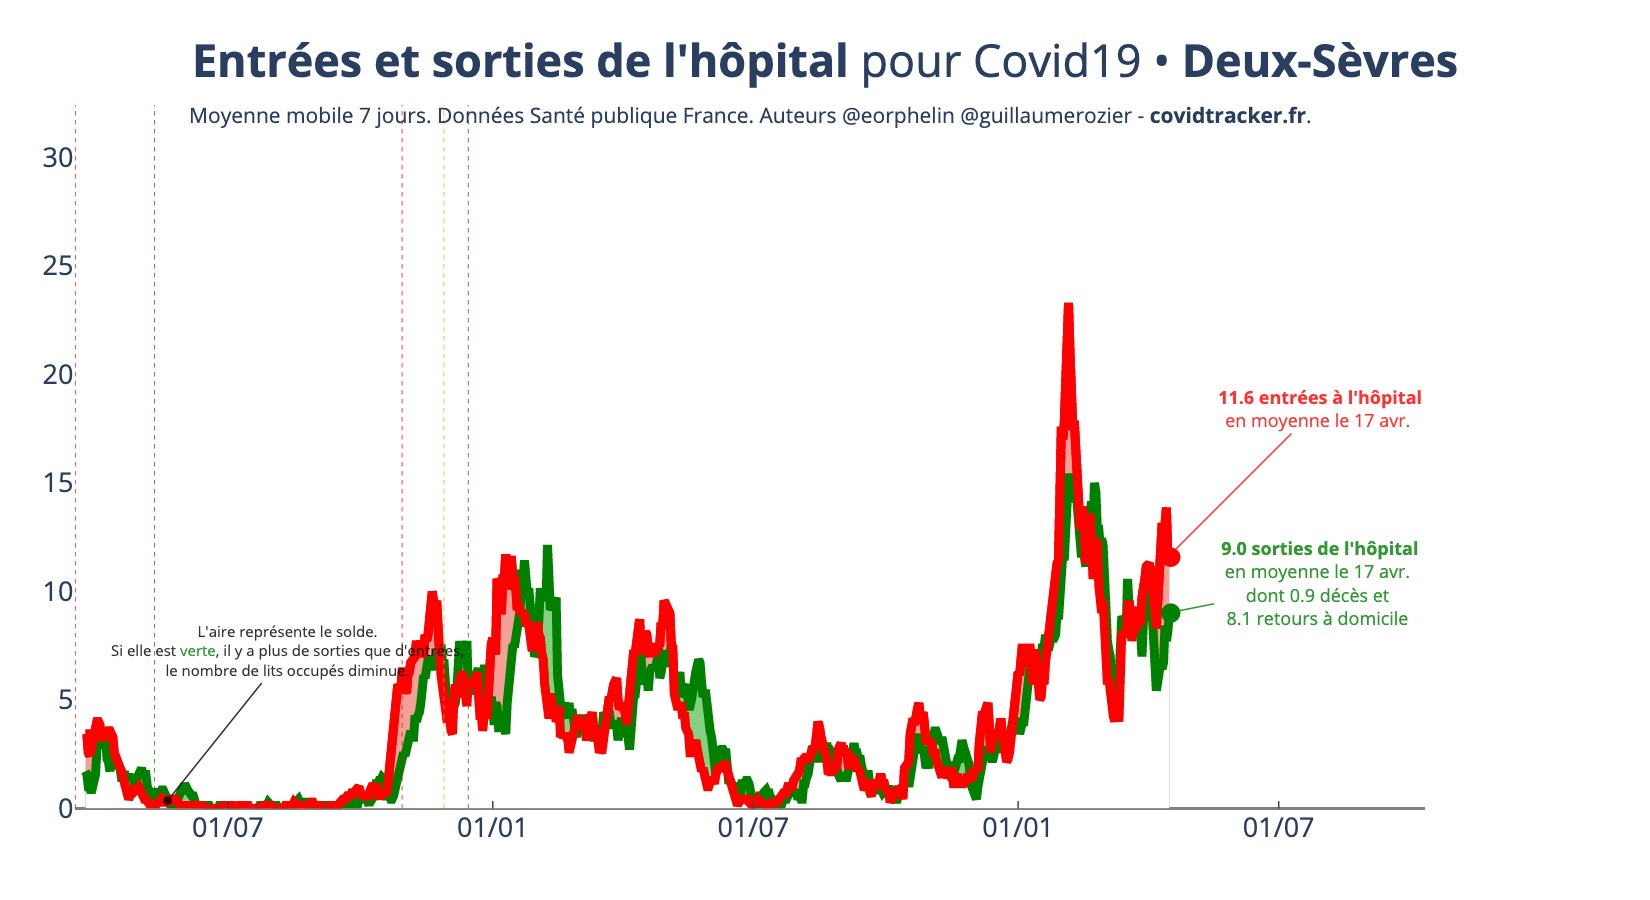 Entrées et sorties de l'hôpital pour Covid19 • Deux-Sèvres
Moyenne mobile 7 jours. Données Santé publique France. Auteurs @eorphelin @guillaumerozier - covidtracker.fr.
30
25
20
15
10
5
0
11.6 entrées à l'hôpital
en moyenne le 17 avr.
9.0 sorties de l'hôpital
en moyenne le 17 avr.
dont 0.9 décès et
8.1 retours à domicile
L'aire représente le solde.
Si elle est verte, il y a plus de sorties que d'entrées,
le nombre de lits occupés diminue.
01/07
01/01
01/07
01/01
01/07